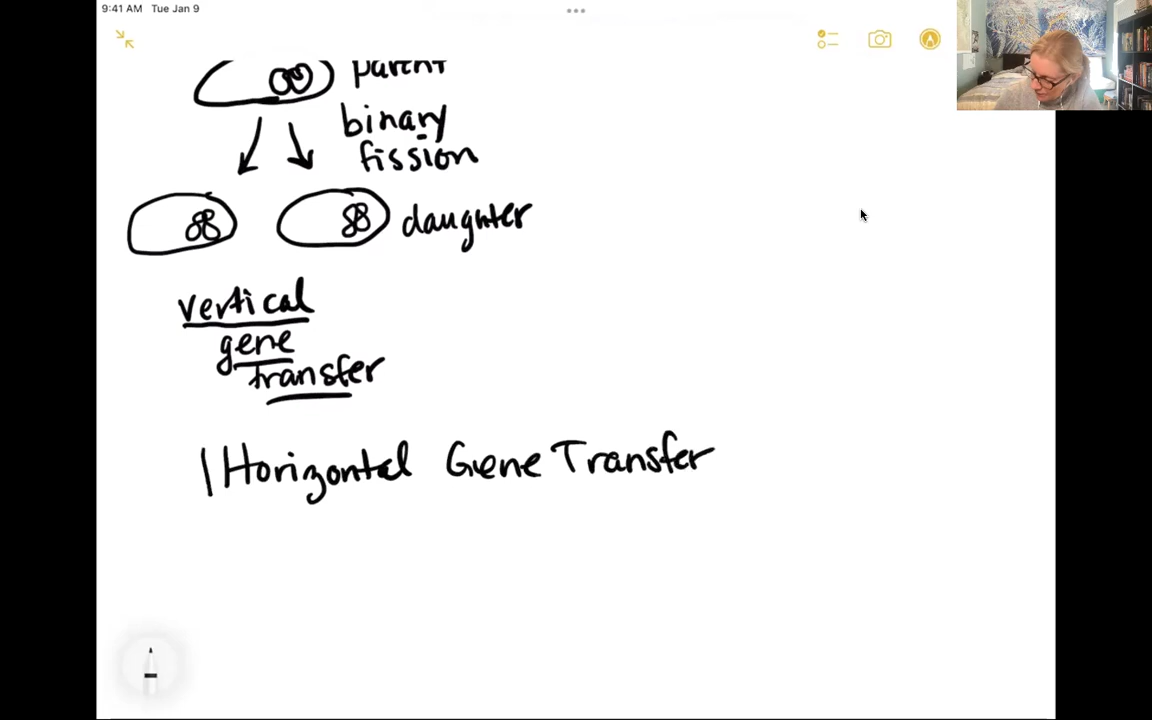 9:41 AM Tue Jan 9
parent
binary
fission
daughter
vertical
gene
transfer
Horizontal Gene Transfer